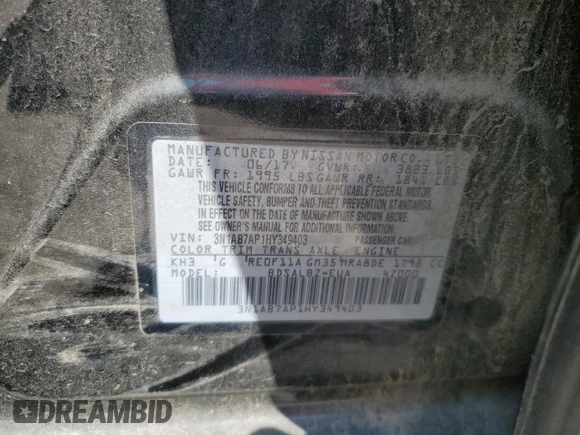 MANUFACTURED BY NISSAN MOTOR CO.,
DATE: 06/17 GVWR: 3823 LBS
GAWR FR: 1995 LBS GAWR RR: 1843 LBS
THIS VEHICLE CONFORMS TO ALL APPLICABLE FEDERAL MOTOR
VEHICLE SAFETY, BUMPER AND THEFT PREVENTION STANDARDS
IN EFFECT ON THE DATE OF MANUFACTURE SHOWN ABOVE.
SEE OWNER'S MANUAL FOR ADDITIONAL INFORMATION
VIN: 3N1AB7AP1HY349403 PASSENGER CAR
COLOR TRIM TRANS AXLE ENGINE
KH3 G RE0F11A GM35 MRA8DE 1798 CC
MODEL: BDSALBZ-EUA 47000
3N1AB7AP1HY349403
DREAMBID